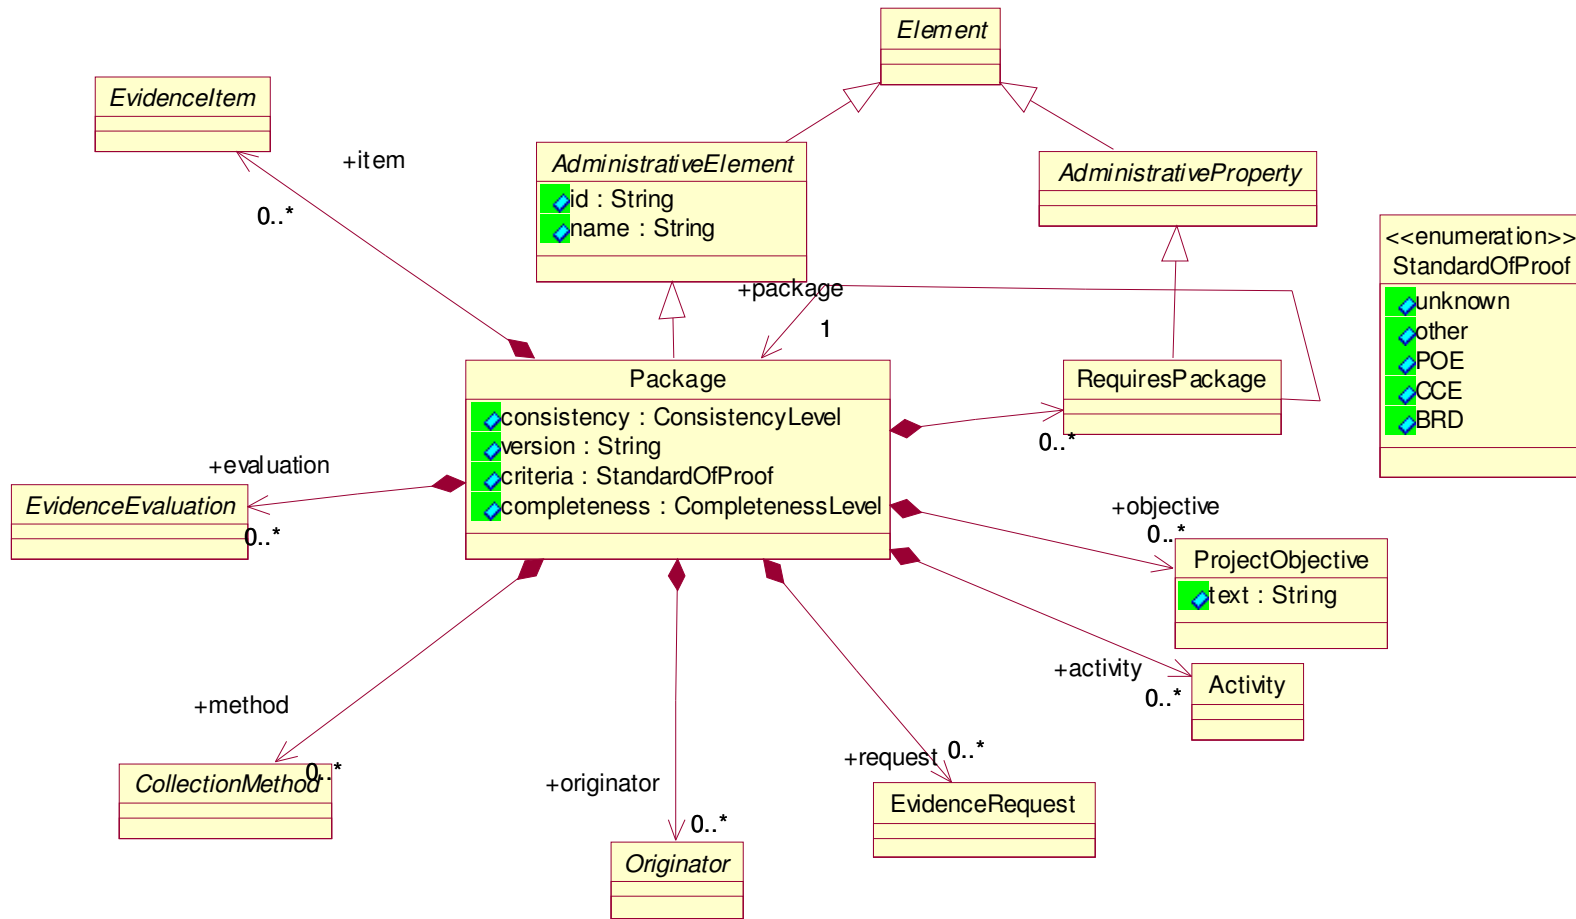 Element
EvidenceItem
+item
0..*
AdministrativeElement
id : String
name : String
AdministrativeProperty
<<enumeration>>
StandardOfProof
unknown
other
POE
CCE
BRD
+package
1
Package
consistency : ConsistencyLevel
version : String
criteria : StandardOfProof
completeness : CompletenessLevel
RequiresPackage
0..*
+evaluation
EvidenceEvaluation
0..*
+objective
0..*
ProjectObjective
text : String
+activity
0..*
Activity
+method
0..*
CollectionMethod
+originator
0..*
Originator
+request
0..*
EvidenceRequest